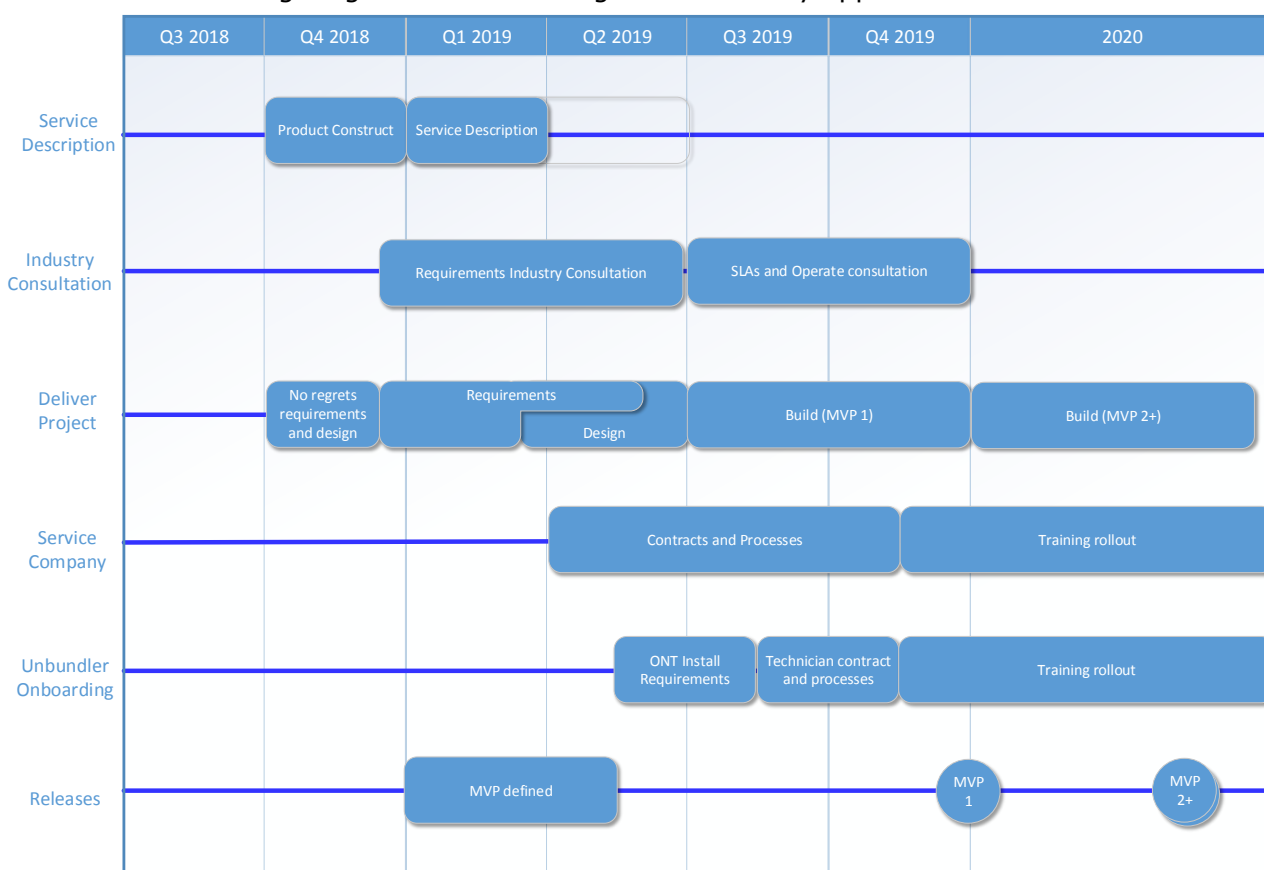 Q3 2018
Q4 2018
Q1 2019
Q2 2019
Q3 2019
Q4 2019
2020
Service
Description
Product Construct
Service Description
Industry
Consultation
Requirements Industry Consultation
SLAs and Operate consultation
Deliver
Project
No regrets
requirements
and design
Requirements
Design
Build (MVP 1)
Build (MVP 2+)
Service
Company
Contracts and Processes
Training rollout
Unbundler
Onboarding
ONT Install
Requirements
Technician contract
and processes
Training rollout
Releases
MVP defined
MVP
1
MVP
2+